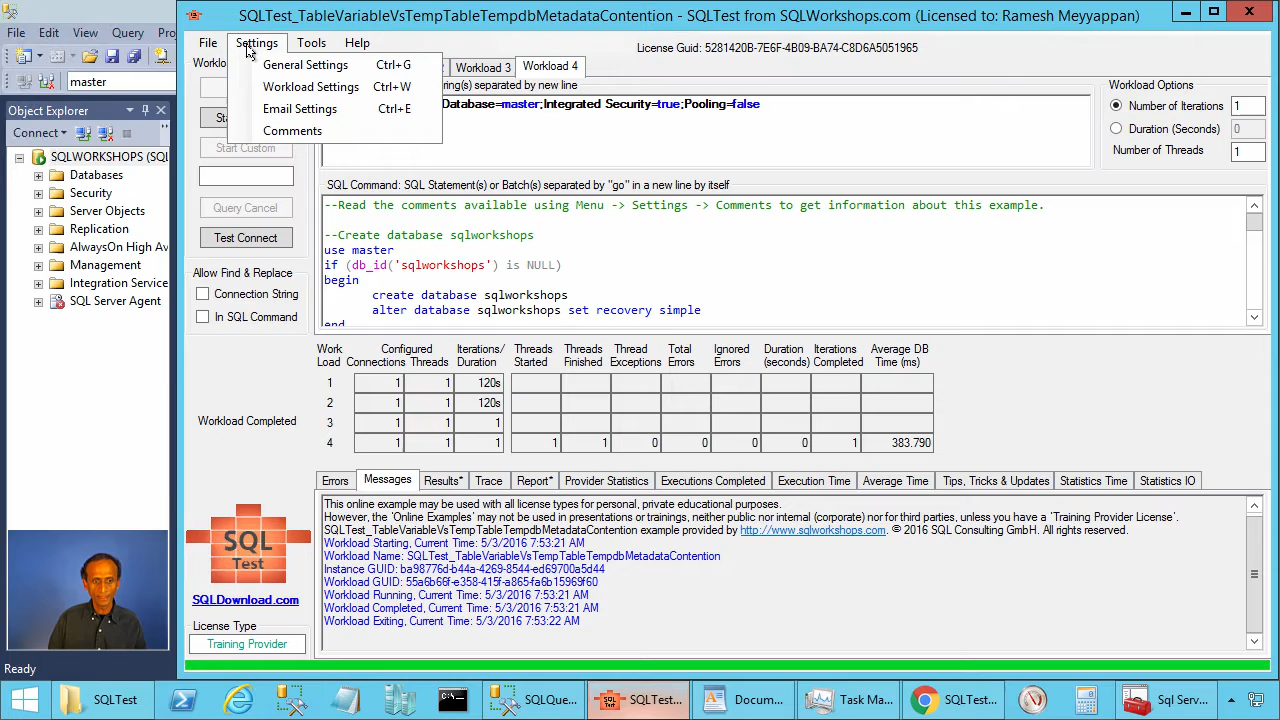 SQLTest_TableVariableVsTempTableTempdbMetadataContention - SQLTest from SQLWorkshops.com (Licensed to: Ramesh Meyyappan)
File Edit View Query
File Settings Tools Help
License Guid: 5281420B-7E9F-4B09-BA74-C8D6A5051965
master
General Settings Ctrl+G
Workload Settings Ctrl+W
Email Settings Ctrl+E
Comments
Workload 3
Workload 4
separated by new line
Database=master;Integrated Security=true;Pooling=false
Workload Options
Number of Iterations 1
Duration (Seconds) 0
Number of Threads 1
Object Explorer
Connect
SQLWORKSHOPS (SQL
Databases
Security
Server Objects
Replication
AlwaysOn High Av
Management
Integration Service
SQL Server Agent
Start Custom
Query Cancel
Test Connect
Allow Find & Replace
Connection String
In SQL Command
SQL Command: SQL Statement(s) or Batch(s) separated by "go" in a new line by itself
--Read the comments available using Menu -> Settings -> Comments to get information about this example.
--Create database sqlworkshops
use master
if (db_id('sqlworkshops') is NULL)
begin
create database sqlworkshops
alter database sqlworkshops set recovery simple
end
Work Load
Configured Connections Threads
Iterations/ Duration
Threads Started
Threads Finished
Thread Exceptions
Total Errors
Ignored Errors
Duration (seconds)
Iterations Completed
Average DB Time (ms)
1 1 1 120s
2 1 1 120s
3 1 1 1
4 1 1 1 1 1 0 0 0 0 1 383.790
Workload Completed
Errors Messages Results* Trace Report* Provider Statistics Executions Completed Execution Time Average Time Tips, Tricks & Updates Statistics Time Statistics IO
This online example may be used with all license types for personal, private educational purposes.
However, the 'Online Examples' may not be used in presentations or trainings, neither public nor internal (corporate) nor for third parties, unless you have a 'Training Provider License'.
SQLTest_TableVariableVsTempTableTempdbMetadataContention example provided by http://www.sqlworkshops.com. © 2016 SQL Consulting GmbH. All rights reserved.
Workload Starting, Current Time: 5/3/2016 7:53:21 AM
Workload Name: SQLTest_TableVariableVsTempTableTempdbMetadataContention
Instance GUID: ba98776d-b44a-4269-8544-ed69700a5d44
Workload GUID: 55a6b66f-e358-415f-a865-fa6b15969f60
Workload Running, Current Time: 5/3/2016 7:53:21 AM
Workload Completed, Current Time: 5/3/2016 7:53:21 AM
Workload Exiting, Current Time: 5/3/2016 7:53:22 AM
SQL
Test
SQLDownload.com
License Type
Training Provider
Ready
SQLTest
SQLQue...
SQLTest...
Docum...
Task Ma...
SQLTest...
Sql Serv...